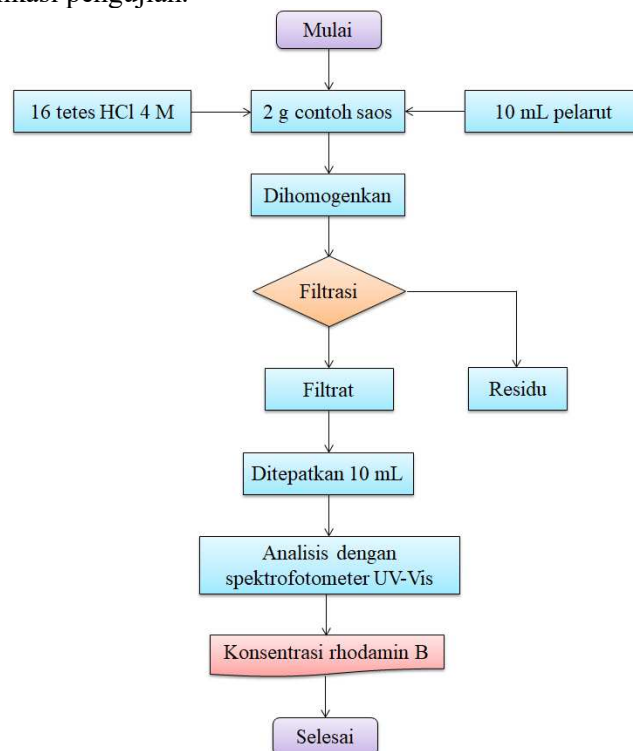 Mulai
16 tetes HCl 4 M
2 g contoh saos
10 mL pelarut
Dihomogenkan
Filtrasi
Filtrat
Residu
Ditepatkan 10 mL
Analisis dengan
spektrofotometer UV-Vis
Konsentrasi rhodamin B
Selesai